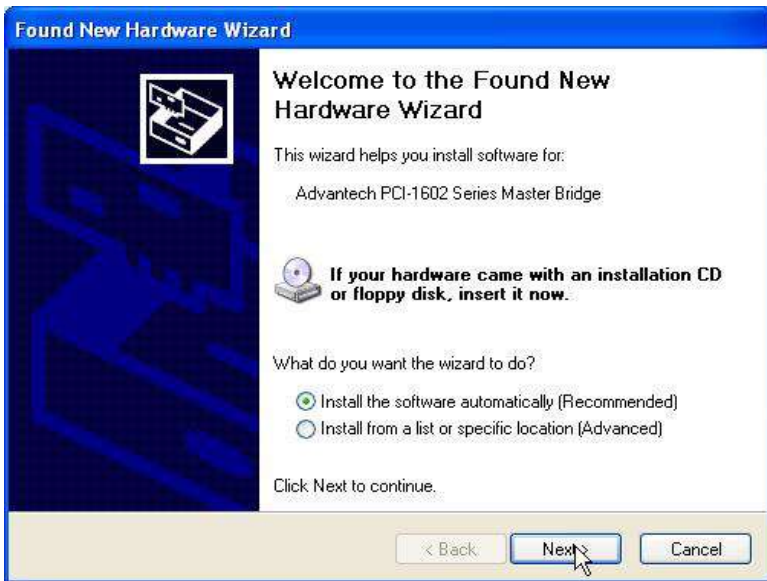 Found New Hardware Wizard
Welcome to the Found New
Hardware Wizard
This wizard helps you install software for:
Advantech PCI-1602 Series Master Bridge
If your hardware came with an installation CD
or floppy disk, insert it now.
What do you want the wizard to do?
Install the software automatically (Recommended)
Install from a list or specific location (Advanced)
Click Next to continue.
< Back Next > Cancel